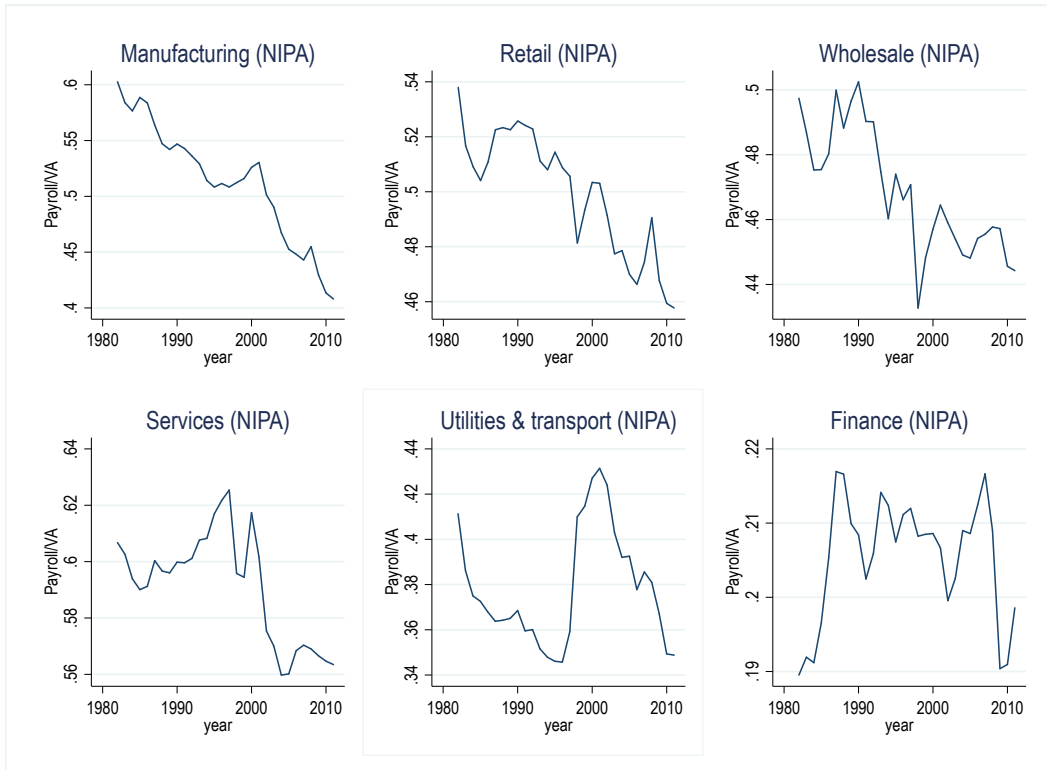 Manufacturing (NIPA)
Payroll/VA
.6
.55
.5
.45
.4
1980 1990 2000 2010
year
Retail (NIPA)
Payroll/VA
.54
.52
.5
.48
.46
1980 1990 2000 2010
year
Wholesale (NIPA)
Payroll/VA
.5
.48
.46
.44
1980 1990 2000 2010
year
Services (NIPA)
Payroll/VA
.64
.62
.6
.58
.56
1980 1990 2000 2010
year
Utilities & transport (NIPA)
Payroll/VA
.44
.42
.4
.38
.36
.34
1980 1990 2000 2010
year
Finance (NIPA)
Payroll/VA
.22
.21
.2
.19
1980 1990 2000 2010
year